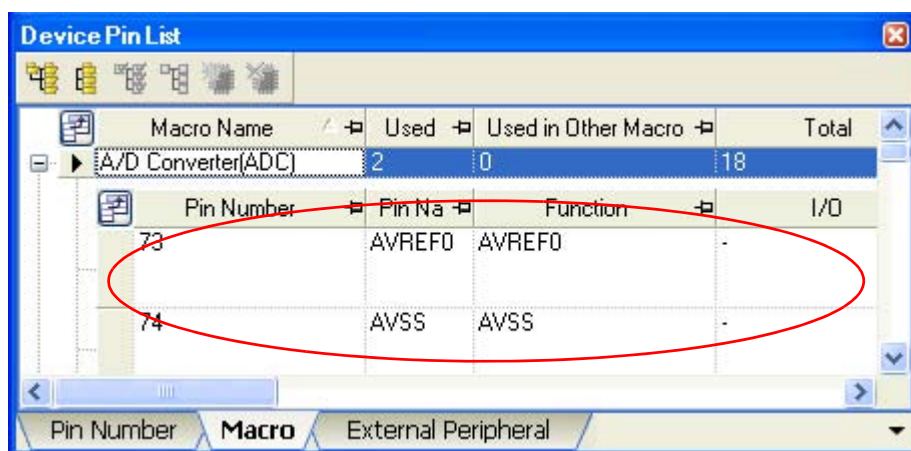 Device Pin List
Macro Name Used Used in Other Macro Total
A/D Converter(ADC) 2 0 18
Pin Number Pin Na Function I/O
73 AVREF0 AVREF0 -
74 AVSS AVSS -
Pin Number Macro External Peripheral